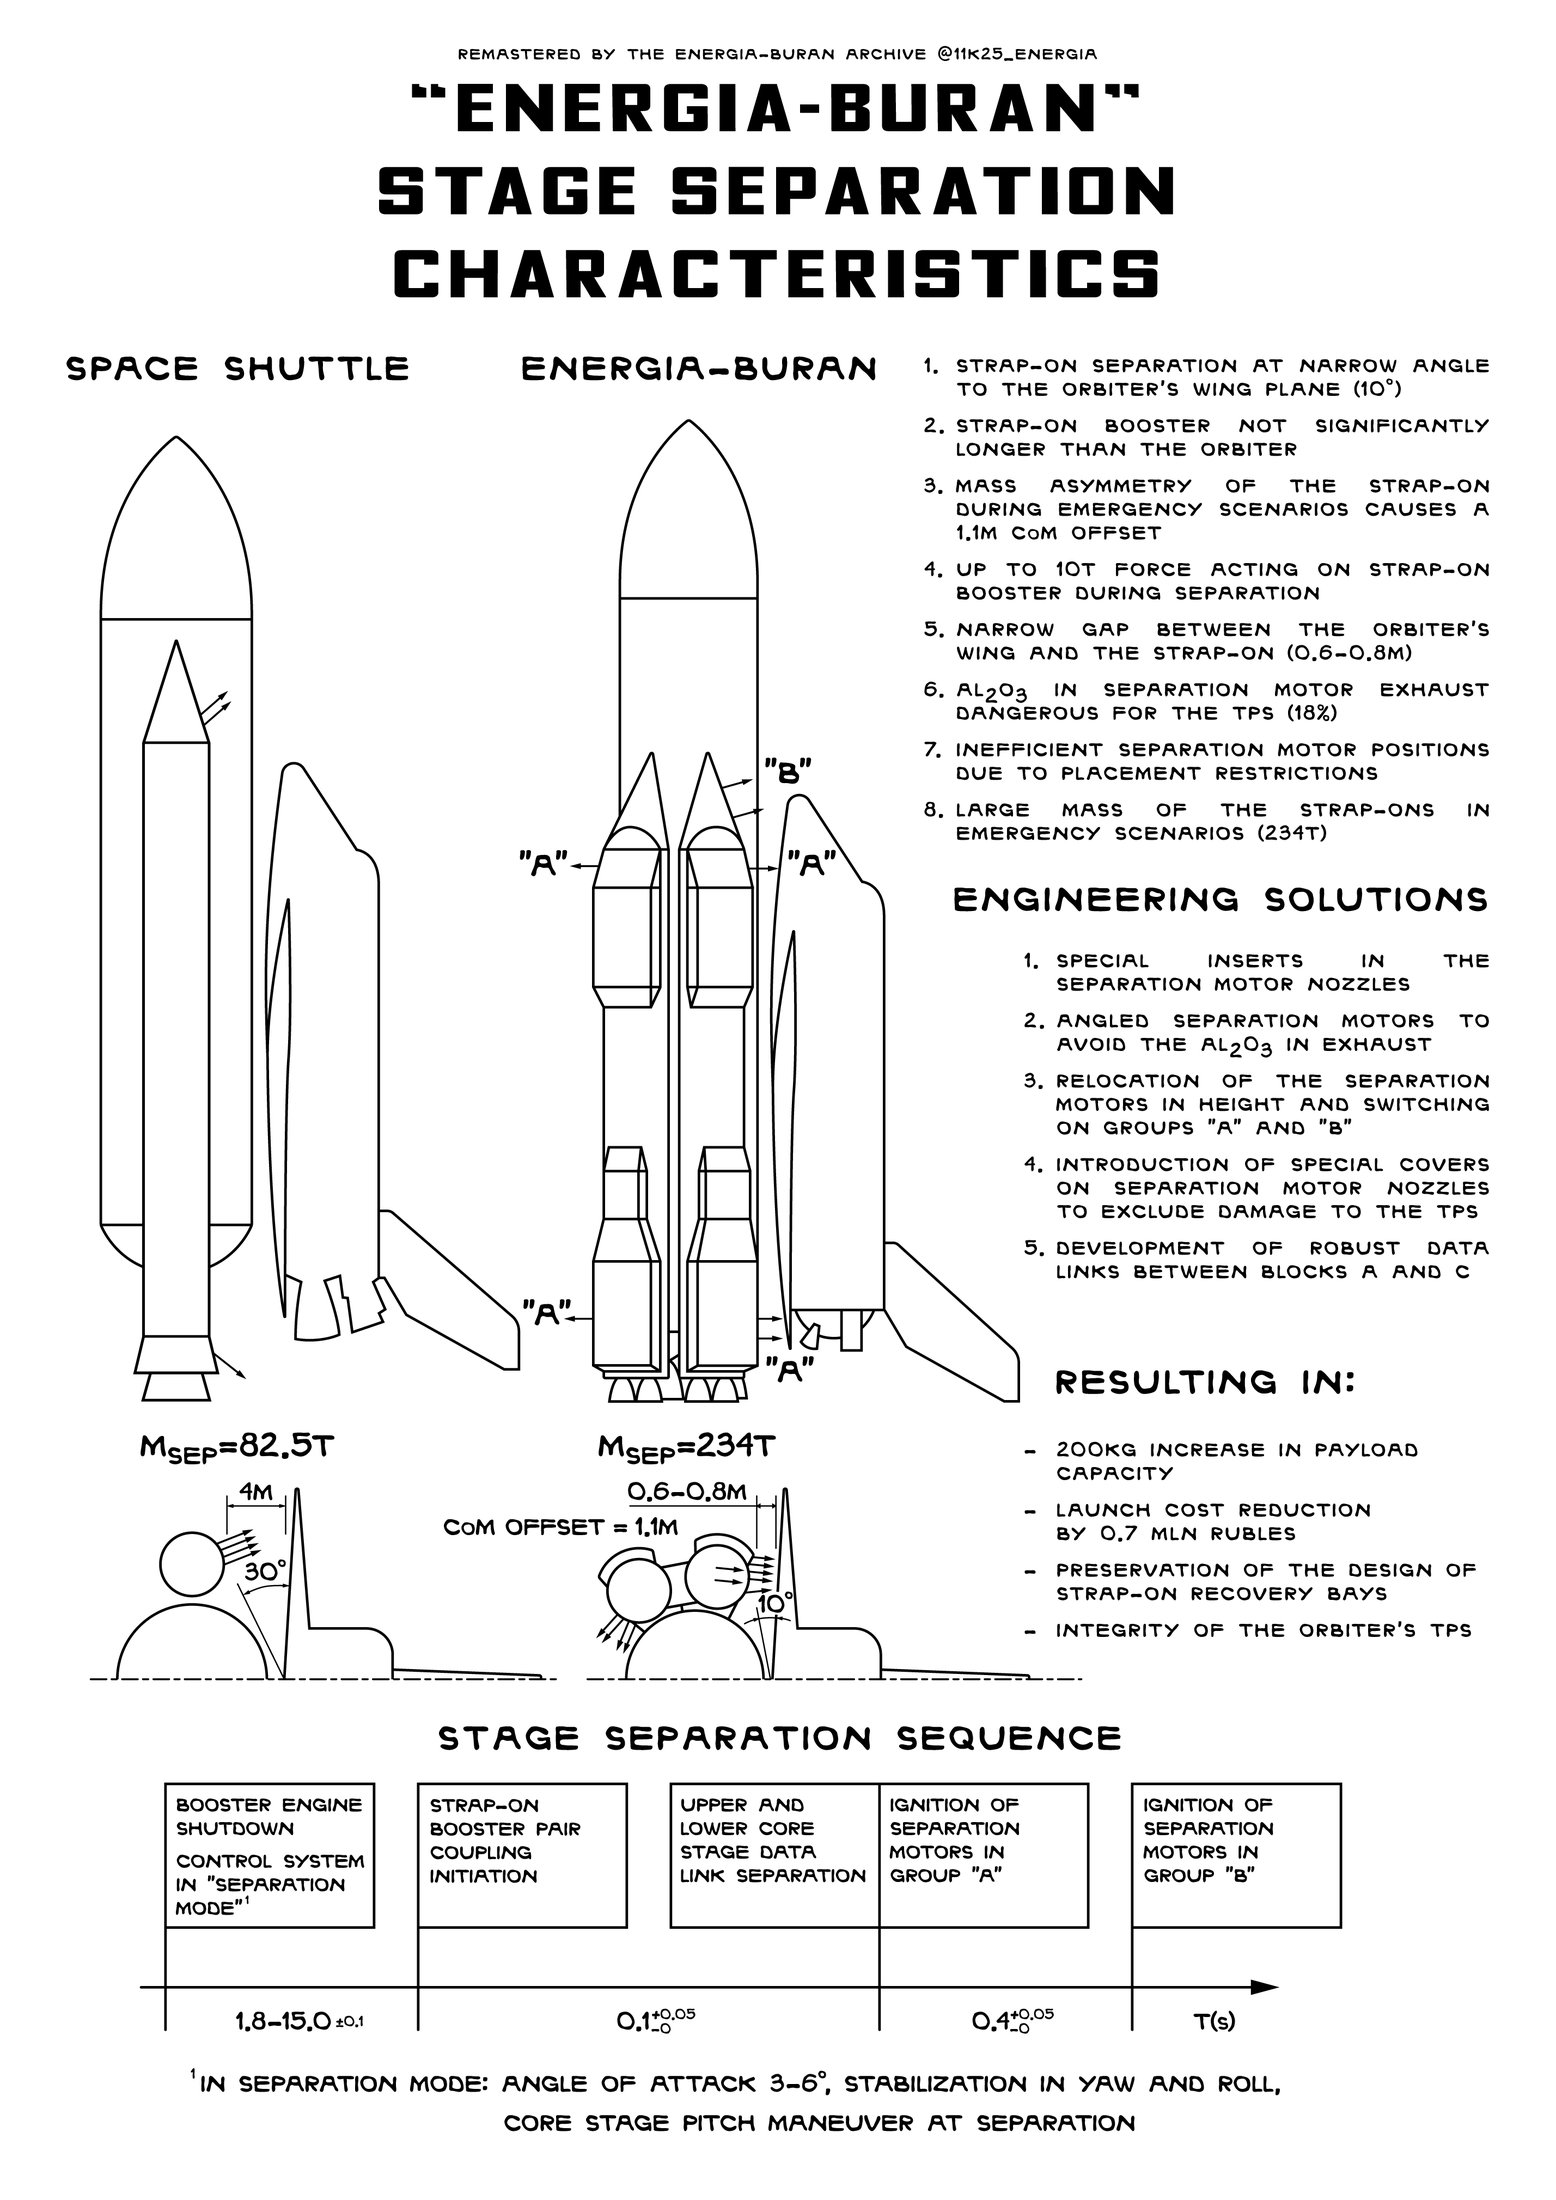 REMASTERED BY THE ENERGIA-BURAN ARCHIVE @11K25_ENERGIA
"ENERGIA-BURAN"
STAGE SEPARATION
CHARACTERISTICS
SPACE SHUTTLE
ENERGIA-BURAN
1. STRAP-ON SEPARATION AT NARROW ANGLE
TO THE ORBITER'S WING PLANE (10°)
2. STRAP-ON BOOSTER NOT SIGNIFICANTLY
LONGER THAN THE ORBITER
3. MASS ASYMMETRY OF THE STRAP-ON
DURING EMERGENCY SCENARIOS CAUSES A
1.1M CoM OFFSET
4. UP TO 10T FORCE ACTING ON STRAP-ON
BOOSTER DURING SEPARATION
5. NARROW GAP BETWEEN THE ORBITER'S
WING AND THE STRAP-ON (0.6-0.8M)
6. AL₂O₃ IN SEPARATION MOTOR EXHAUST
DANGEROUS FOR THE TPS (18%)
7. INEFFICIENT SEPARATION MOTOR POSITIONS
DUE TO PLACEMENT RESTRICTIONS
8. LARGE MASS OF THE STRAP-ONS IN
EMERGENCY SCENARIOS (234T)
"B"
"A"
"A"
"A"
"A"
ENGINEERING SOLUTIONS
1. SPECIAL INSERTS IN THE
SEPARATION MOTOR NOZZLES
2. ANGLED SEPARATION MOTORS TO
AVOID THE AL₂O₃ IN EXHAUST
3. RELOCATION OF THE SEPARATION
MOTORS IN HEIGHT AND SWITCHING
ON GROUPS "A" AND "B"
4. INTRODUCTION OF SPECIAL COVERS
ON SEPARATION MOTOR NOZZLES
TO EXCLUDE DAMAGE TO THE TPS
5. DEVELOPMENT OF ROBUST DATA
LINKS BETWEEN BLOCKS A AND C
RESULTING IN:
- 200KG INCREASE IN PAYLOAD
CAPACITY
- LAUNCH COST REDUCTION
BY 0.7 MLN RUBLES
- PRESERVATION OF THE DESIGN OF
STRAP-ON RECOVERY BAYS
- INTEGRITY OF THE ORBITER'S TPS
MSEP=82.5T
4M
30°
MSEP=234T
0.6-0.8M
CoM OFFSET = 1.1M
10°
STAGE SEPARATION SEQUENCE
BOOSTER ENGINE
SHUTDOWN
CONTROL SYSTEM
IN "SEPARATION
MODE"¹
STRAP-ON
BOOSTER PAIR
COUPLING
INITIATION
UPPER AND
LOWER CORE
STAGE DATA
LINK SEPARATION
IGNITION OF
SEPARATION
MOTORS IN
GROUP "A"
IGNITION OF
SEPARATION
MOTORS IN
GROUP "B"
1.8-15.0 ±0.1
0.1 +0.05 -0
0.4 +0.05 -0
T(s)
¹IN SEPARATION MODE: ANGLE OF ATTACK 3-6°, STABILIZATION IN YAW AND ROLL,
CORE STAGE PITCH MANEUVER AT SEPARATION